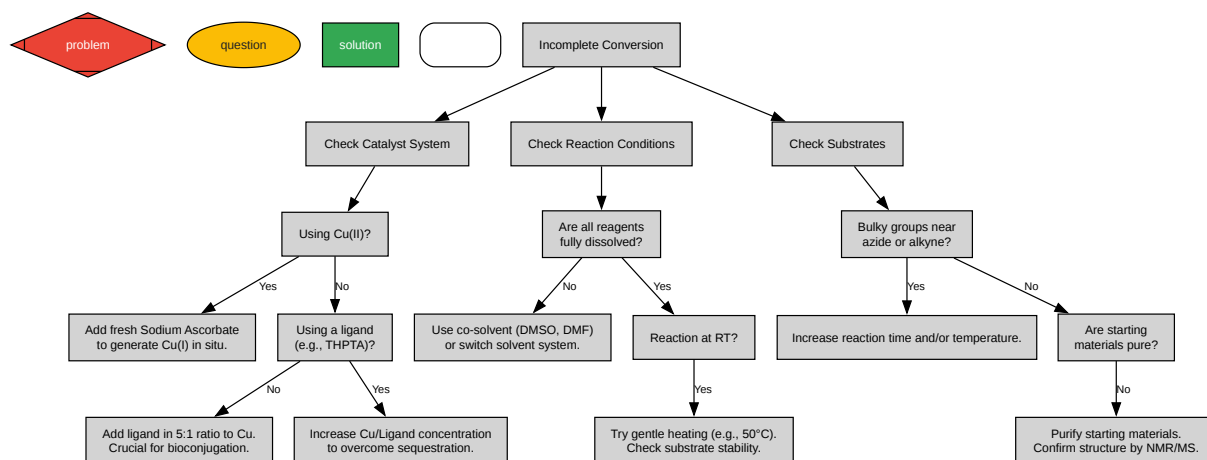 problem
question
solution
Incomplete Conversion
Check Catalyst System
Check Reaction Conditions
Check Substrates
Using Cu(II)?
Are all reagents
fully dissolved?
Bulky groups near
azide or alkyne?
Yes
No
No
Yes
Yes
No
Add fresh Sodium Ascorbate
to generate Cu(I) in situ.
Using a ligand
(e.g., THPTA)?
Use co-solvent (DMSO, DMF)
or switch solvent system.
Reaction at RT?
Increase reaction time and/or temperature.
Are starting
materials pure?
No
Yes
Yes
No
Add ligand in 5:1 ratio to Cu.
Crucial for bioconjugation.
Increase Cu/Ligand concentration
to overcome sequestration.
Try gentle heating (e.g., 50°C).
Check substrate stability.
Purify starting materials.
Confirm structure by NMR/MS.